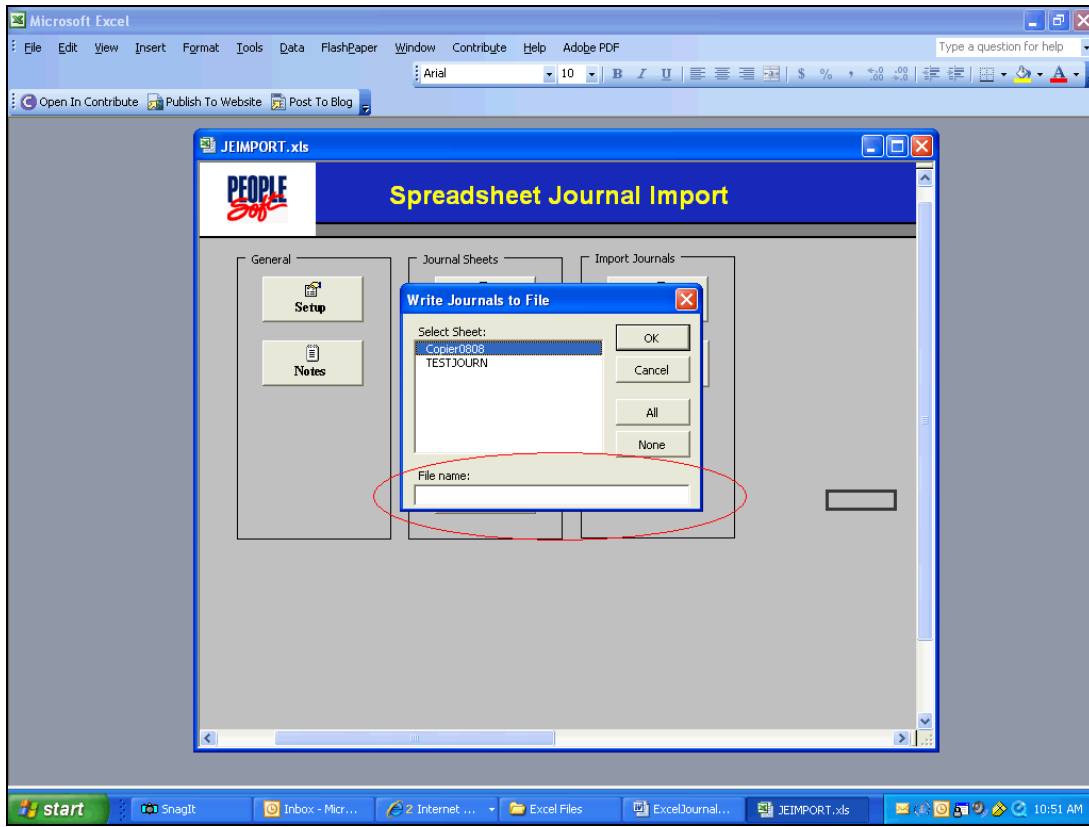 Microsoft Excel
File Edit View Insert Format Tools Data FlashPaper Window Contribute Help Adobe PDF Type a question for help
Arial 10 B I U $ % , .00 .00
Open In Contribute Publish To Website Post To Blog
JEIMPORT.xls
PEOPLE Soft
Spreadsheet Journal Import
General Journal Sheets Import Journals
Setup
Notes
Write Journals to File
Select Sheet:
Copier0808
TESTJOURN
OK
Cancel
All
None
File name:
start SnagIt Inbox - Micr... 2 Internet ... Excel Files ExcelJournal... JEIMPORT.xls 10:51 AM